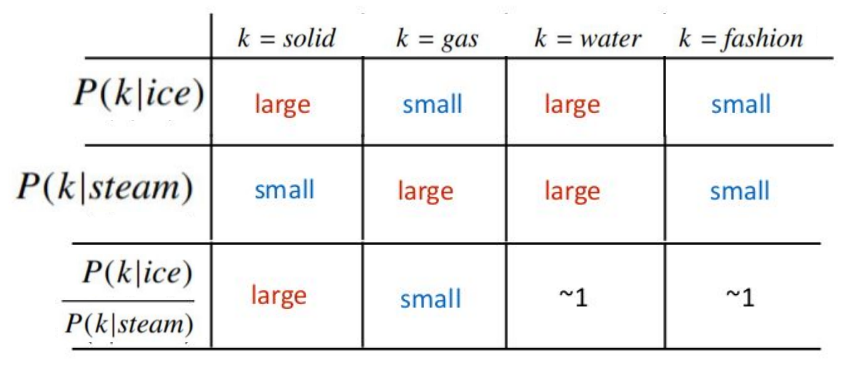 k = solid k = gas k = water k = fashion
P(k|ice) large small large small
P(k|steam) small large large small
P(k|ice)
large small ~1 ~1
P(k|steam)